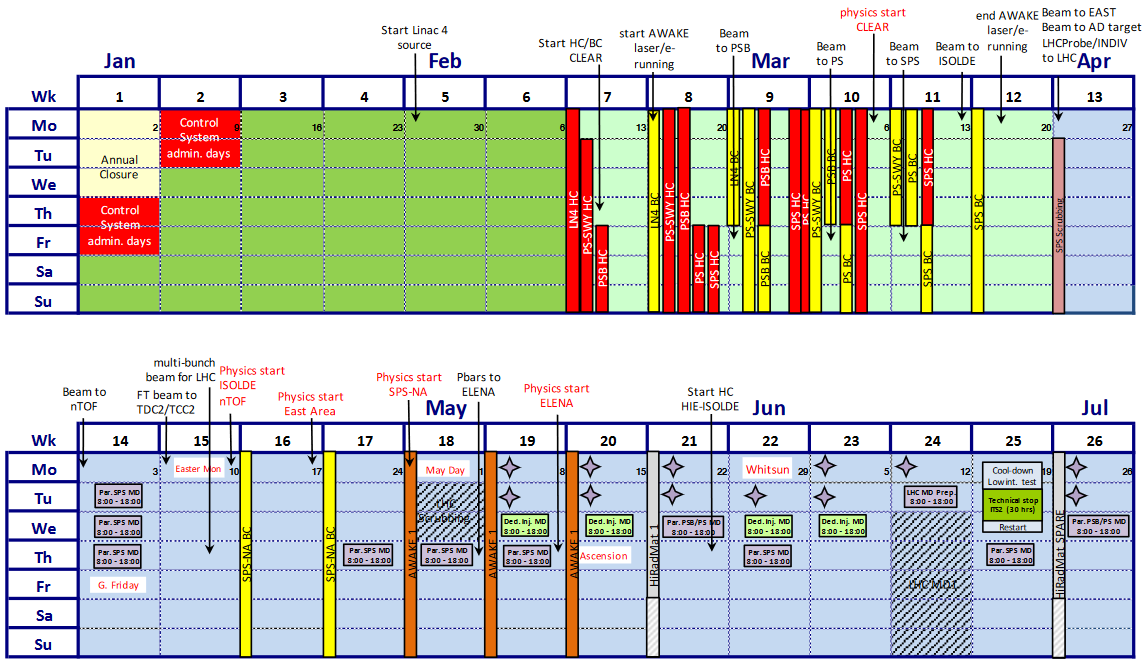 Jan
Feb
Mar
Apr
Start Linac 4
source
Start HC/BC
CLEAR
start AWAKE
laser/e-
running
Beam
to PSB
Beam
to PS
physics start
CLEAR
Beam
to SPS
Beam to
ISOLDE
end AWAKE
laser/e-
running
Beam to EAST
Beam to AD target
LHCProbe/INDIV
to LHC
Wk 1 2 3 4 5 6 7 8 9 10 11 12 13
Mo 2 9 16 23 30 6 13 20 6 13 20 27
Tu
We
Th
Fr
Sa
Su
Annual
Closure
Control
System
admin. days
Control
System
admin. days
LN4 HC
PS-SWY HC
PSB HC
LN4 BC
PS-SWY HC
PSB HC
PS HC
SPS HC
LN4 BC
PS-SWY BC
PSB HC
PSB BC
SPS HC
PS-SWY BC
PSB BC
PS HC
PS BC
SPS HC
PS-SWY BC
PS BC
SPS HC
SPS BC
SPS BC
SPS Scrubbing
May
Jun
Jul
Beam to
nTOF
multi-bunch
beam for LHC
FT beam to
TDC2/TCC2
Physics start
ISOLDE
nTOF
Physics start
East Area
Physics start
SPS-NA
Pbars to
ELENA
Physics start
ELENA
Start HC
HIE-ISOLDE
Wk 14 15 16 17 18 19 20 21 22 23 24 25 26
Mo 3 10 17 24 1 8 15 22 29 5 12 19 26
Tu
We
Th
Fr
Sa
Su
Par. SPS MD
8:00 - 18:00
Par. SPS MD
8:00 - 18:00
Par. SPS MD
8:00 - 18:00
G. Friday
Easter Mon
SPS-NA BC
SPS-NA BC
Par. SPS MD
8:00 - 18:00
AWAKE 1
May Day
LHC
Scrubbing
Par. SPS MD
8:00 - 18:00
AWAKE 1
Ded. Inj. MD
8:00 - 18:00
Par. SPS MD
8:00 - 18:00
AWAKE 1
Ded. Inj. MD
8:00 - 18:00
Ascension
HiRadMat 1
Par. PSB/PS MD
8:00 - 18:00
Whitsun
Ded. Inj. MD
8:00 - 18:00
Par. SPS MD
8:00 - 18:00
Ded. Inj. MD
8:00 - 18:00
LHC MD Prep.
8:00 - 18:00
LHC MD1
Cool-down
Low int. test
Technical stop
ITS2 (30 hrs)
Restart
Par. SPS MD
8:00 - 18:00
HiRadMat SPARE
Par. PSB/PS MD
8:00 - 18:00